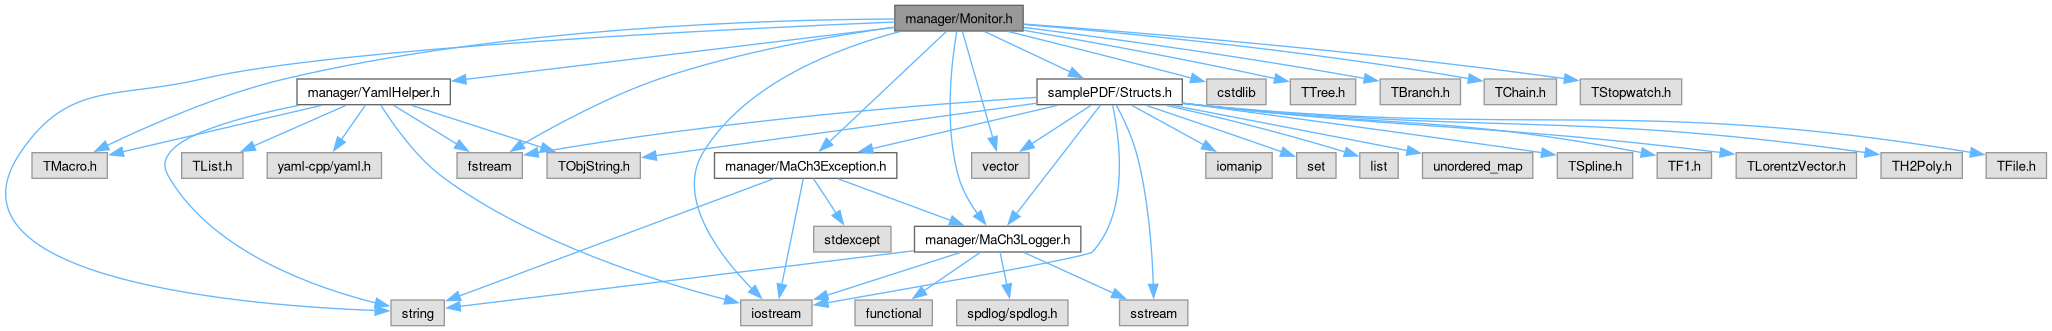 manager/Monitor.h
manager/YamlHelper.h
samplePDF/Structs.h
cstdlib
TTree.h
TBranch.h
TChain.h
TStopwatch.h
TMacro.h
TList.h
yaml-cpp/yaml.h
fstream
TObjString.h
manager/MaCh3Exception.h
vector
iomanip
set
list
unordered_map
TSpline.h
TF1.h
TLorentzVector.h
TH2Poly.h
TFile.h
stdexcept
manager/MaCh3Logger.h
string
iostream
functional
spdlog/spdlog.h
sstream